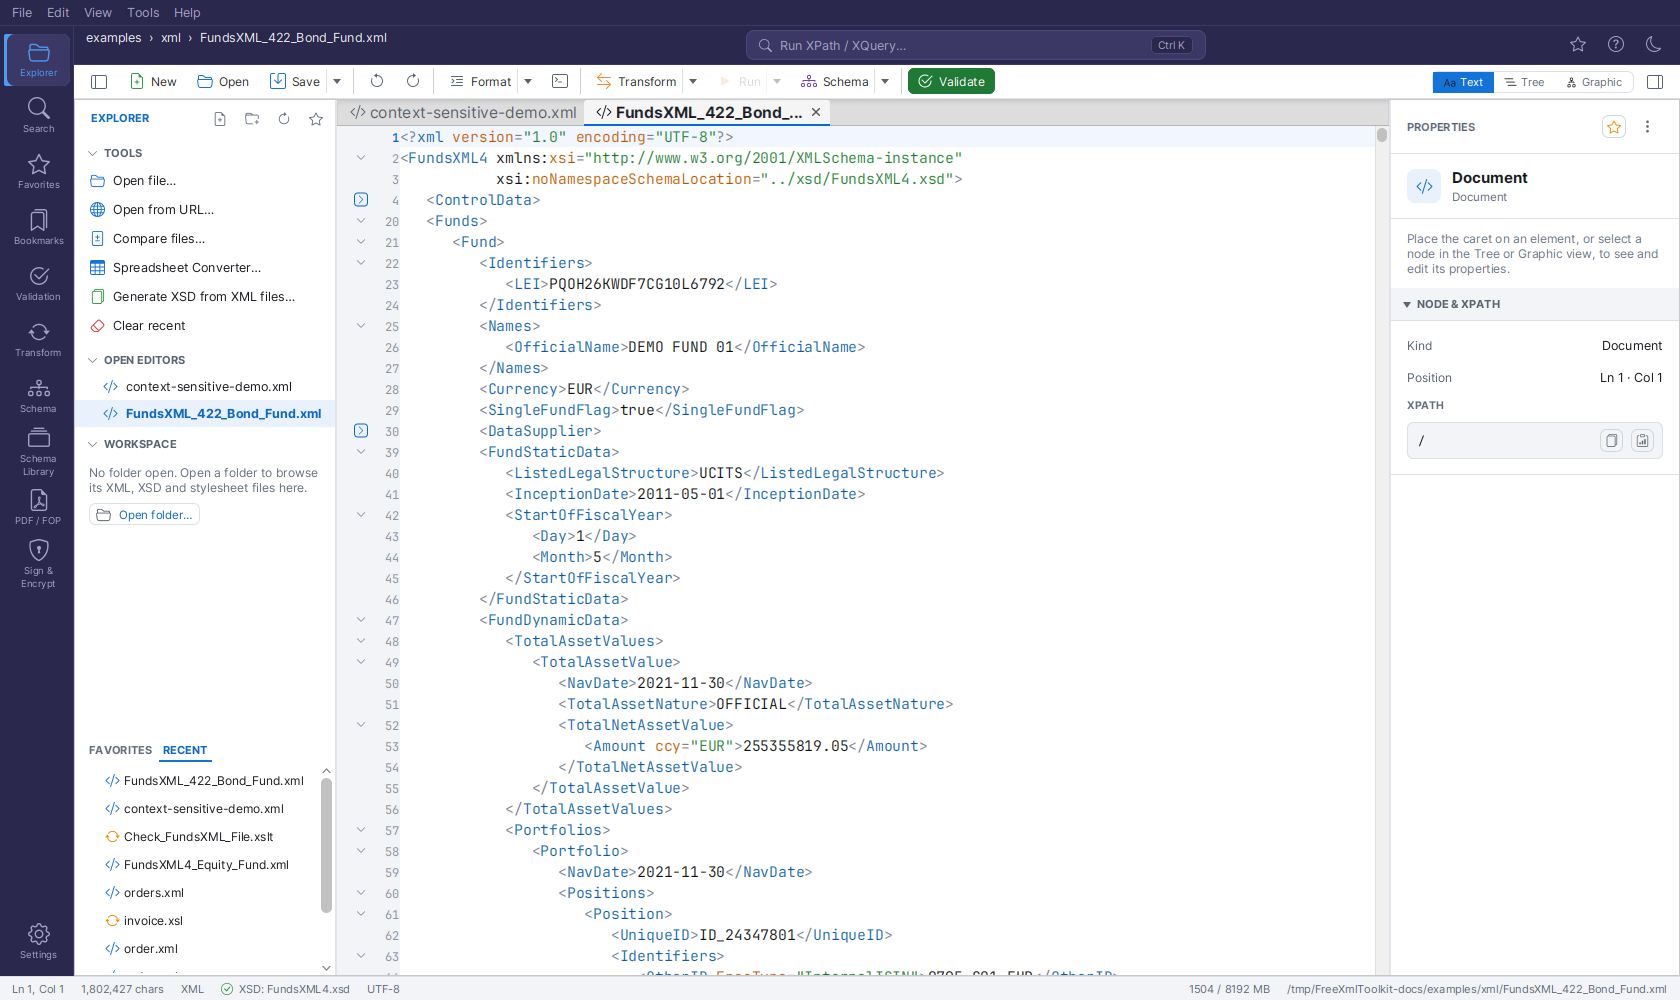 File Edit View Tools Help
examples › xml › FundsXML_422_Bond_Fund.xml
Run XPath / XQuery... Ctrl K
New Open Save Format Transform Run Schema Validate
Aa Text Tree Graphic
Explorer
Search
Favorites
Bookmarks
Validation
Transform
Schema
Schema
Library
PDF / FOP
Sign &
Encrypt
Settings
EXPLORER
TOOLS
Open file...
Open from URL...
Compare files...
Spreadsheet Converter...
Generate XSD from XML files...
Clear recent
OPEN EDITORS
context-sensitive-demo.xml
FundsXML_422_Bond_Fund.xml
WORKSPACE
No folder open. Open a folder to browse
its XML, XSD and stylesheet files here.
Open folder...
FAVORITES RECENT
FundsXML_422_Bond_Fund.xml
context-sensitive-demo.xml
Check_FundsXML_File.xslt
FundsXML4_Equity_Fund.xml
orders.xml
invoice.xsl
order.xml
context-sensitive-demo.xml FundsXML_422_Bond_...
1 <?xml version="1.0" encoding="UTF-8"?>
2 <FundsXML4 xmlns:xsi="http://www.w3.org/2001/XMLSchema-instance"
3 xsi:noNamespaceSchemaLocation="../xsd/FundsXML4.xsd">
4 <ControlData>
20 <Funds>
21 <Fund>
22 <Identifiers>
23 <LEI>PQOH26KWDF7CG10L6792</LEI>
24 </Identifiers>
25 <Names>
26 <OfficialName>DEMO FUND 01</OfficialName>
27 </Names>
28 <Currency>EUR</Currency>
29 <SingleFundFlag>true</SingleFundFlag>
30 <DataSupplier>
39 <FundStaticData>
40 <ListedLegalStructure>UCITS</ListedLegalStructure>
41 <InceptionDate>2011-05-01</InceptionDate>
42 <StartOfFiscalYear>
43 <Day>1</Day>
44 <Month>5</Month>
45 </StartOfFiscalYear>
46 </FundStaticData>
47 <FundDynamicData>
48 <TotalAssetValues>
49 <TotalAssetValue>
50 <NavDate>2021-11-30</NavDate>
51 <TotalAssetNature>OFFICIAL</TotalAssetNature>
52 <TotalNetAssetValue>
53 <Amount ccy="EUR">255355819.05</Amount>
54 </TotalNetAssetValue>
55 </TotalAssetValue>
56 </TotalAssetValues>
57 <Portfolios>
58 <Portfolio>
59 <NavDate>2021-11-30</NavDate>
60 <Positions>
61 <Position>
62 <UniqueID>ID_24347801</UniqueID>
63 <Identifiers>
PROPERTIES
Document
Document
Place the caret on an element, or select a
node in the Tree or Graphic view, to see and
edit its properties.
NODE & XPATH
Kind Document
Position Ln 1 · Col 1
XPATH
/
Ln 1, Col 1 1,802,427 chars XML XSD: FundsXML4.xsd UTF-8 1504 / 8192 MB /tmp/FreeXmlToolkit-docs/examples/xml/FundsXML_422_Bond_Fund.xml